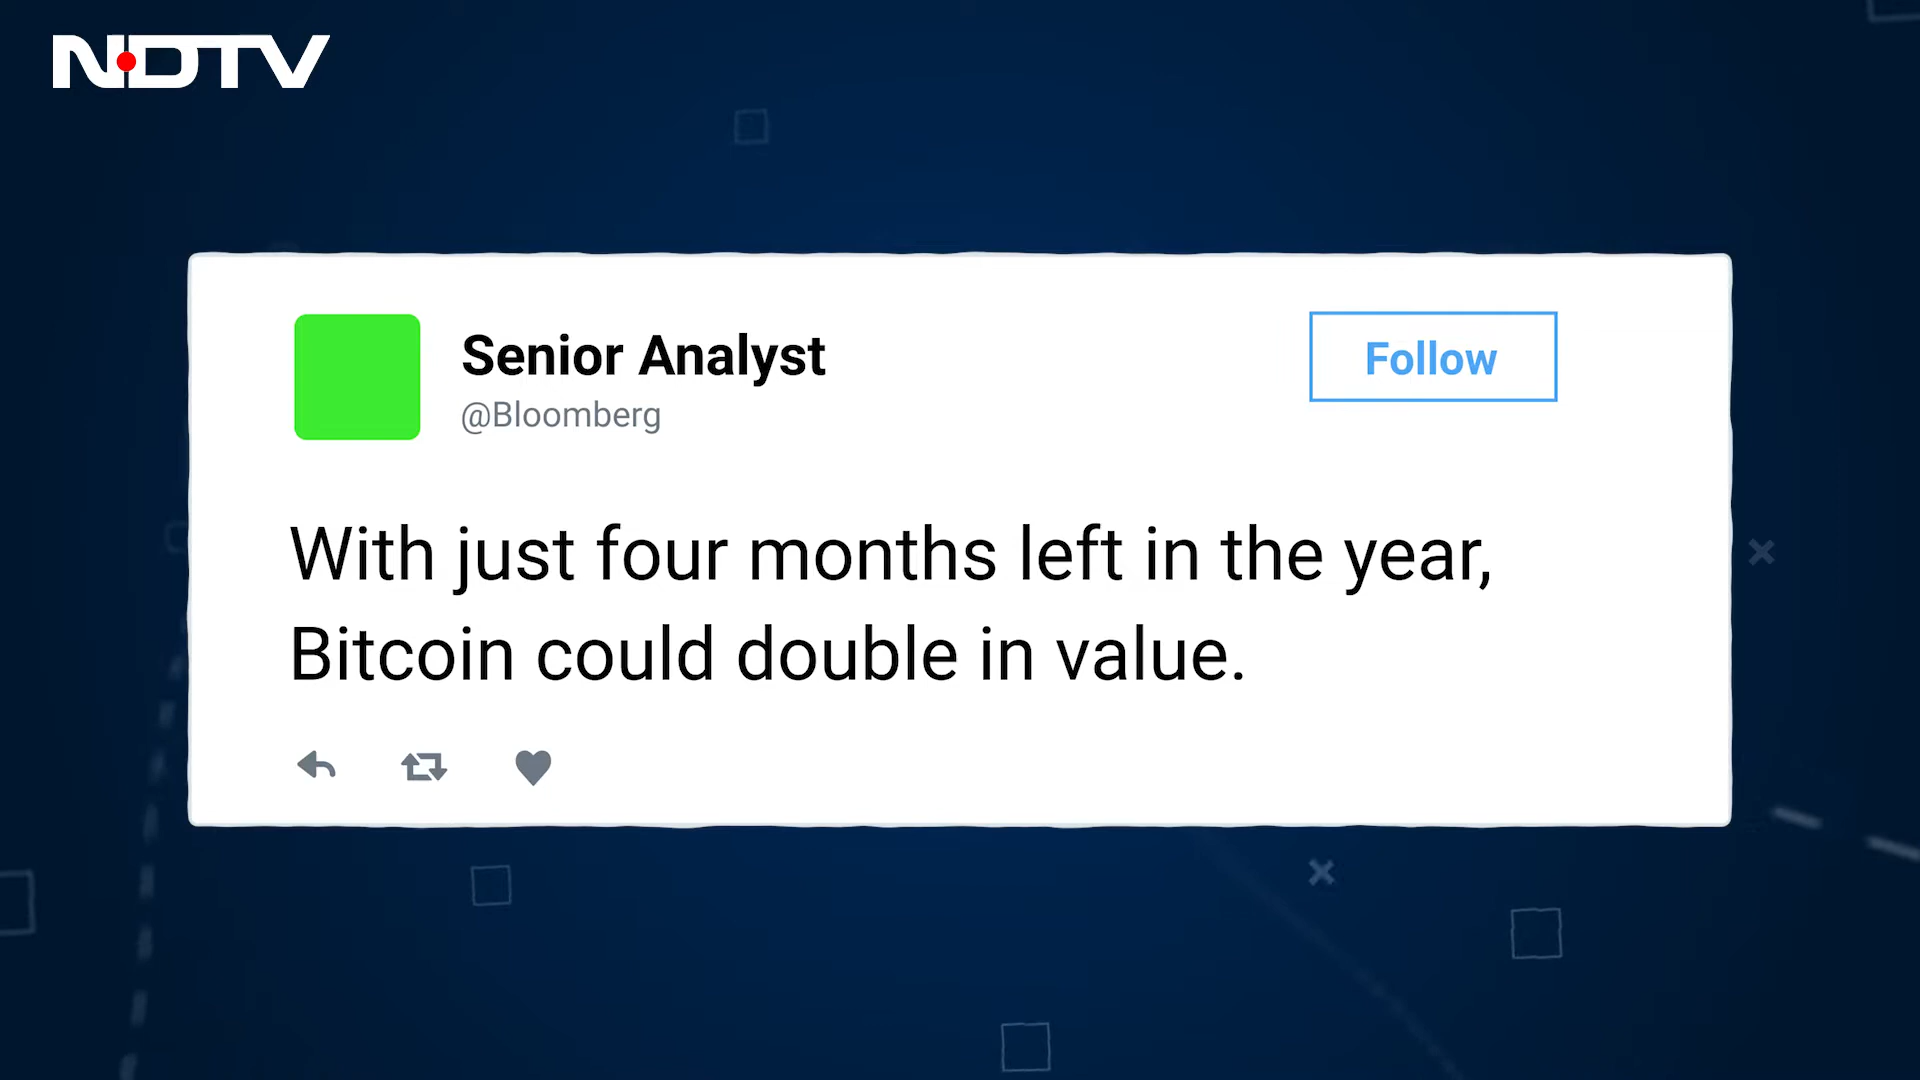 NDTV
Senior Analyst
Follow
@Bloomberg
With just four months left in the year,
Bitcoin could double in value.